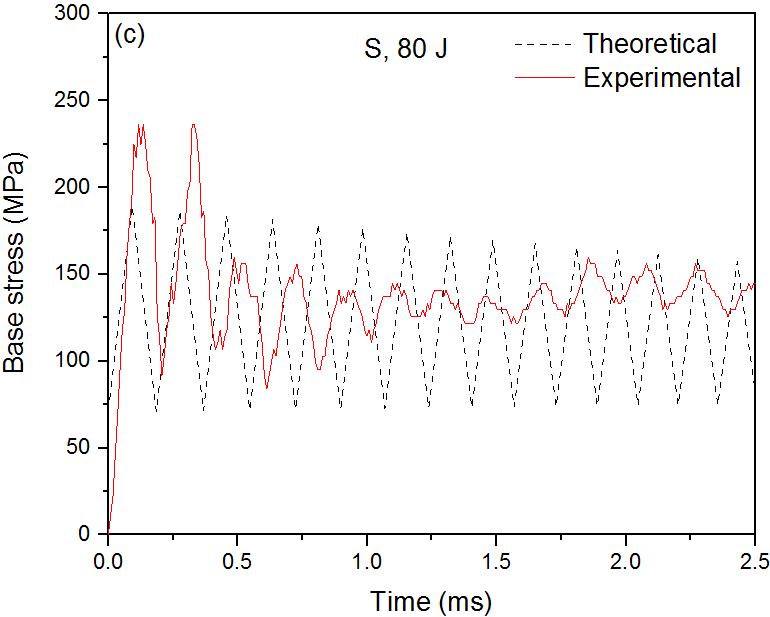 300
(c)
S, 80 J
Theoretical
Experimental
250
200
150
100
50
0
Base stress (MPa)
0.0 0.5 1.0 1.5 2.0 2.5
Time (ms)